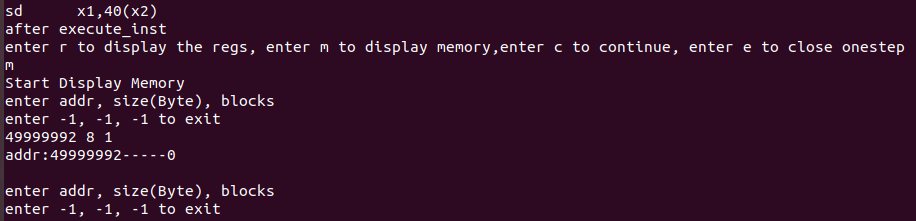 sd      x1,40(x2)
after execute_inst
enter r to display the regs, enter m to display memory,enter c to continue, enter e to close onestep
m
Start Display Memory
enter addr, size(Byte), blocks
enter -1, -1, -1 to exit
49999992 8 1
addr:49999992-----0
enter addr, size(Byte), blocks
enter -1, -1, -1 to exit